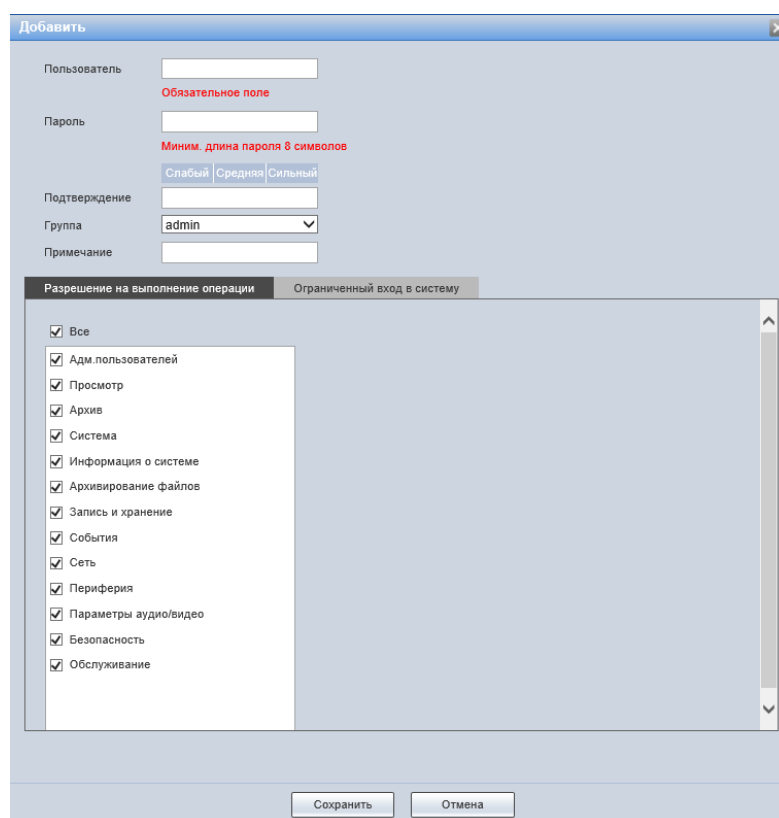 Добавить
Пользователь
Обязательное поле
Пароль
Миним. длина пароля 8 символов
Слабый Средняя Сильный
Подтверждение
Группа admin
Примечание
Разрешение на выполнение операции Ограниченный вход в систему
Все
Адм.пользователей
Просмотр
Архив
Система
Информация о системе
Архивирование файлов
Запись и хранение
События
Сеть
Периферия
Параметры аудио/видео
Безопасность
Обслуживание
Сохранить Отмена